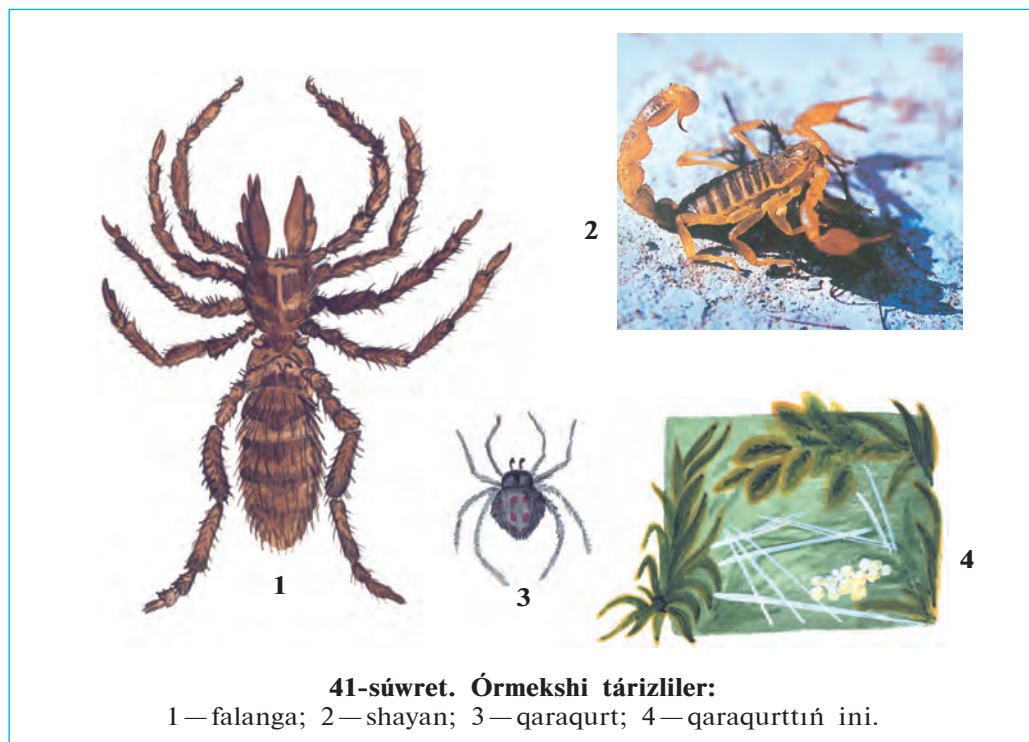 2
1
3
4
41-súwret. Órmekshi tárizliler:
1—falanga; 2—shayan; 3—qaraqurt; 4—qaraqurttıń ini.